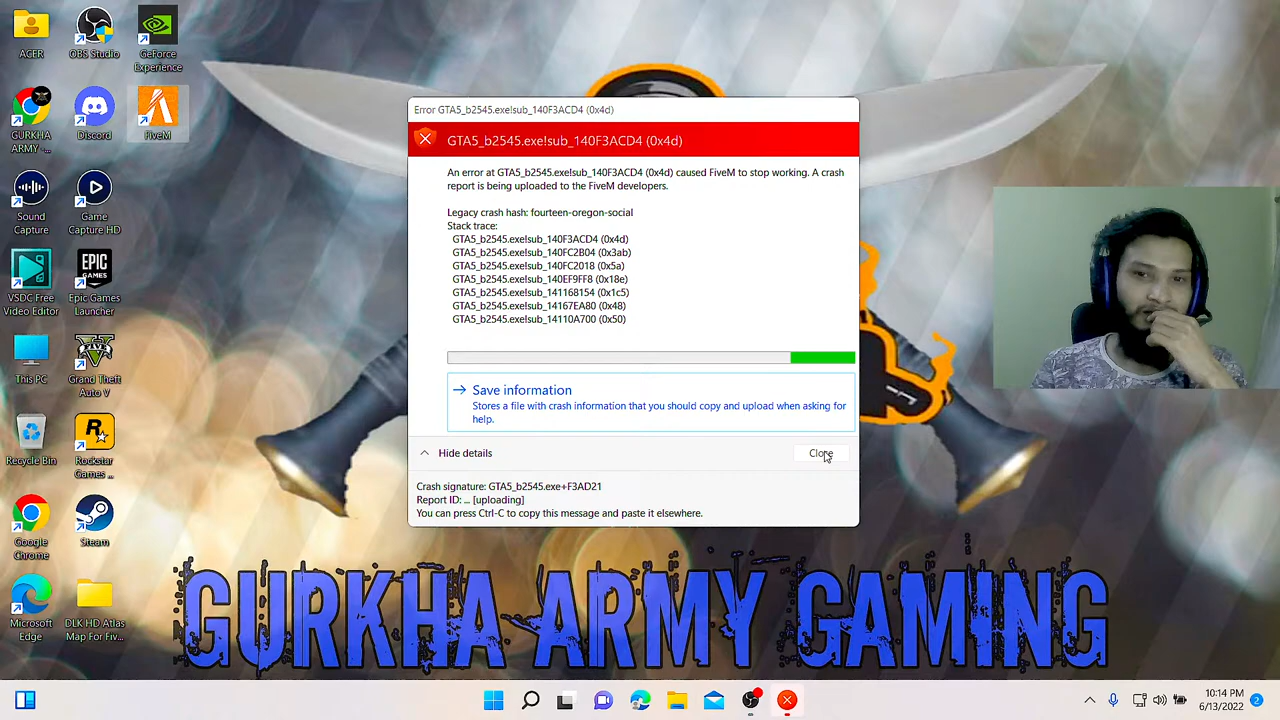 ACER
OBS Studio
GeForce
Experience
GURKHA
ARMY -...
Discord
FiveM
Sound
Capture
Game
Capture HD
VSDC Free
Video Editor
Epic Games
Launcher
EPIC
GAMES
This PC
Grand Theft
Auto V
Recycle Bin
Rockstar
Games ...
Google
Chrome
Steam
Microsoft
Edge
DLK HD Atlas
Map For Fiv...
Error GTA5_b2545.exe!sub_140F3ACD4 (0x4d)
GTA5_b2545.exe!sub_140F3ACD4 (0x4d)
An error at GTA5_b2545.exe!sub_140F3ACD4 (0x4d) caused FiveM to stop working. A crash
report is being uploaded to the FiveM developers.
Legacy crash hash: fourteen-oregon-social
Stack trace:
GTA5_b2545.exe!sub_140F3ACD4 (0x4d)
GTA5_b2545.exe!sub_140FC2B04 (0x3ab)
GTA5_b2545.exe!sub_140FC2018 (0x5a)
GTA5_b2545.exe!sub_140EF9FF8 (0x18e)
GTA5_b2545.exe!sub_141168154 (0x1c5)
GTA5_b2545.exe!sub_14167EA80 (0x48)
GTA5_b2545.exe!sub_14110A700 (0x50)
Save information
Stores a file with crash information that you should copy and upload when asking for
help.
Hide details
Close
Crash signature: GTA5_b2545.exe+F3AD21
Report ID: ... [uploading]
You can press Ctrl-C to copy this message and paste it elsewhere.
GURKHA ARMY GAMING
10:14 PM
6/13/2022
2